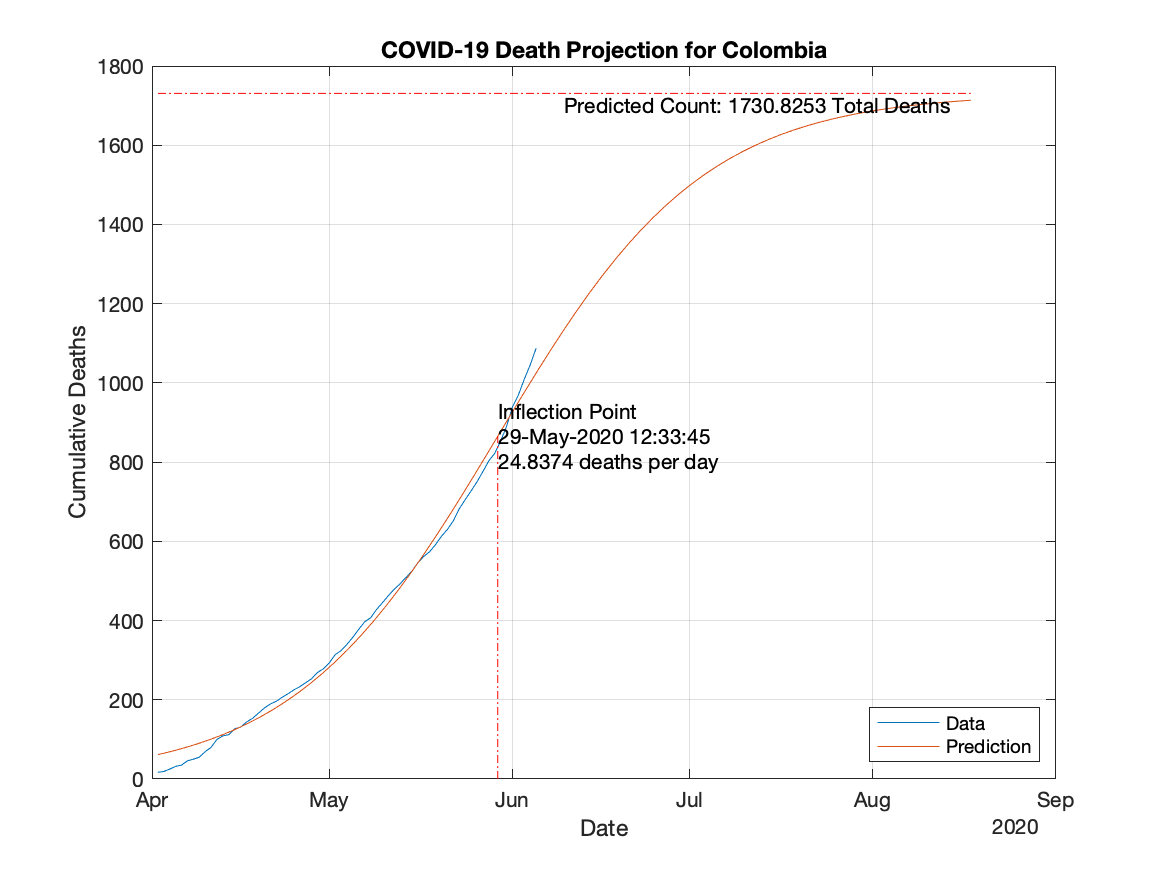 COVID-19 Death Projection for Colombia
1800
1600
1400
1200
1000
800
600
400
200
0
Cumulative Deaths
Predicted Count: 1730.8253 Total Deaths
Inflection Point
29-May-2020 12:33:45
24.8374 deaths per day
Data
Prediction
Apr May Jun Jul Aug Sep
Date
2020